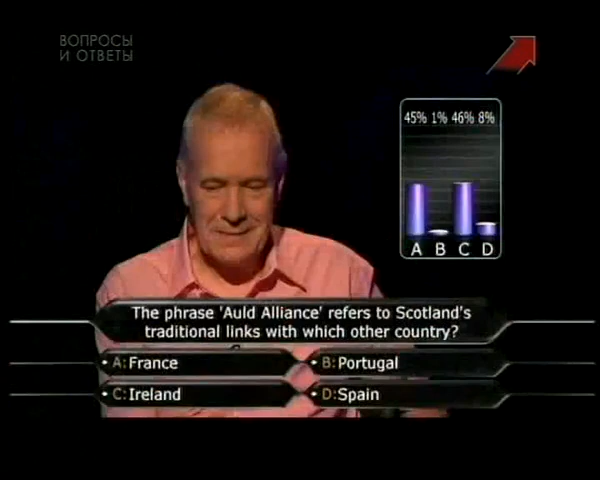 ВОПРОСЫ
И ОТВЕТЫ
45% 1% 46% 8%
A B C D
The phrase 'Auld Alliance' refers to Scotland's
traditional links with which other country?
A: France
B: Portugal
C: Ireland
D: Spain